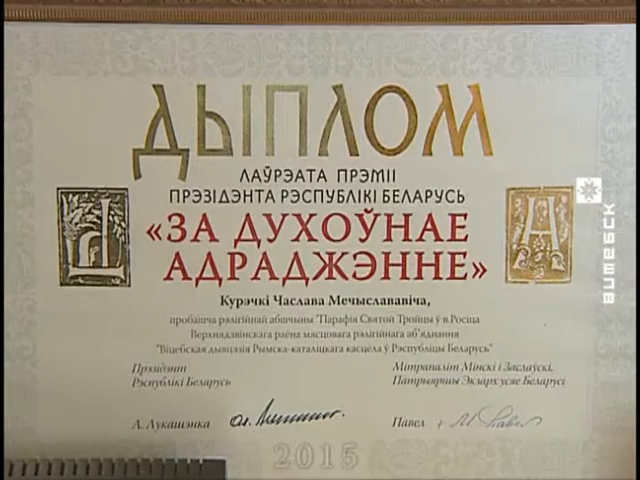 ДЫПЛОМ
ЛАЎРЭАТА ПРЭМІІ
ПРЭЗІДЭНТА РЭСПУБЛІКІ БЕЛАРУСЬ
«ЗА ДУХОЎНАЕ
АДРАДЖЭННЕ»
Д
А
Курэчкі Часлава Мечыслававіча,
пробашча рэлігійнай абшчыны "Парафія Святой Тройцы ў в.Росіца
Верхнядзвінскага раёна мясцовага рэлігійнага аб'яднання
"Віцебская дыяцэзія Рымска-каталіцкага касцела ў Рэспубліцы Беларусь"
Прэзідэнт
Рэспублікі Беларусь
Мітрапаліт Мінскі і Заслаўскі,
Патрыяршы Экзарх усяе Беларусі
А. Лукашэнка
Павел
2015
ВИТЕБСК